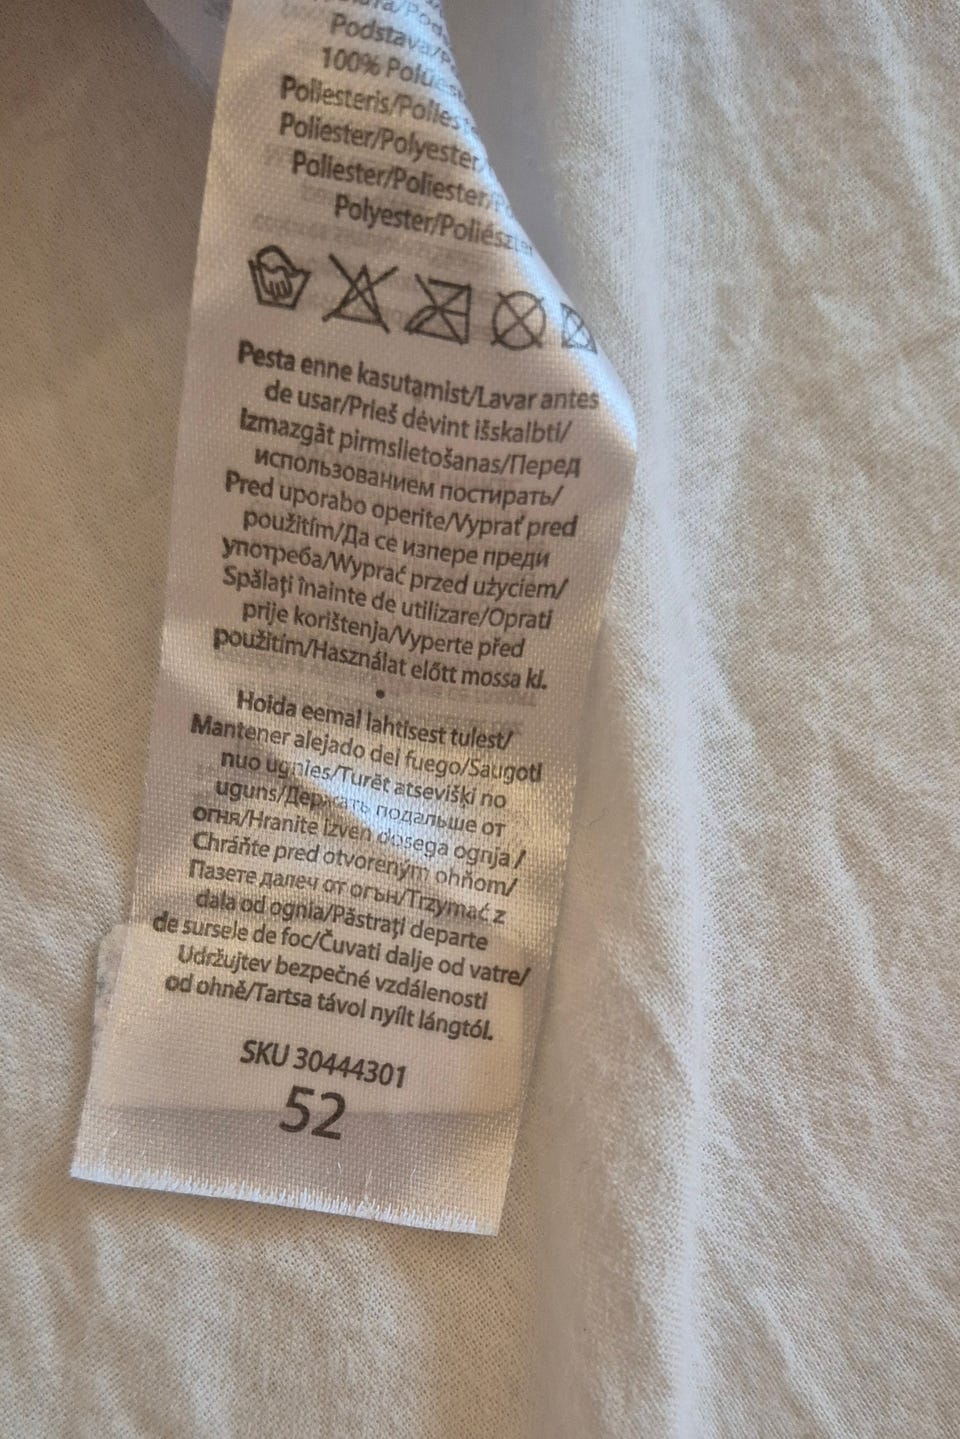 Podstava/
100%
Poliesteris/
Poliester/Polyester/
Poliester/Poliester/
Polyester/Poliészter
Pesta enne kasutamist/Lavar antes
de usar/Prieš dėvint išskalbti/
Izmazgāt pirmslietošanas/Перед
использованием постирать/
Pred uporabo operite/Vyprať pred
použitím/Да се изпере преди
употреба/Wyprać przed użyciem/
Spălați înainte de utilizare/Oprati
prije korištenja/Vyperte před
použitím/Használat előtt mossa ki.
•
Hoida eemal lahtisest tulest/
Mantener alejado del fuego/Saugoti
nuo ugnies/Turēt atsevišķi no
uguns/Держать подальше от
огня/Hranite izven dosega ognja/
Chráňte pred otvoreným ohňom/
Пазете далеч от огън/Trzymać z
dala od ognia/Păstrați departe
de sursele de foc/Čuvati dalje od vatre/
Udržujtev bezpečné vzdálenosti
od ohně/Tartsa távol nyílt lángtól.
SKU 30444301
52